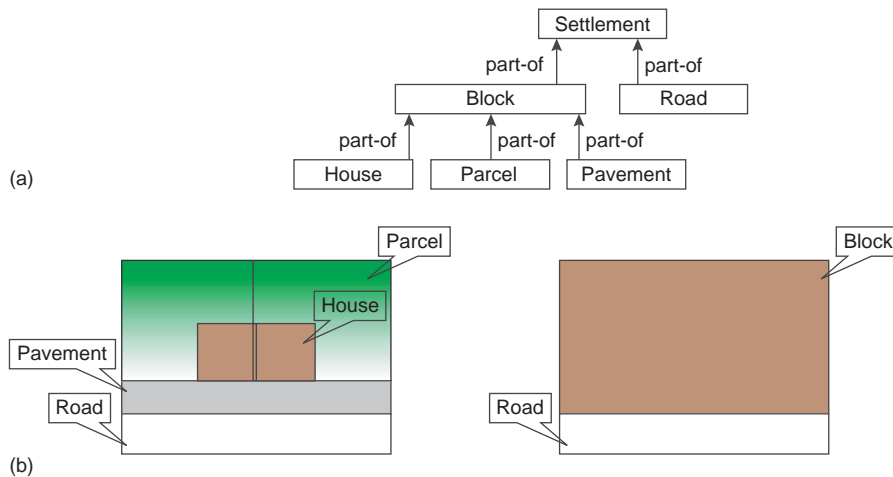 Settlement
part-of part-of
Block Road
part-of part-of part-of
House Parcel Pavement
(a)
Parcel Block
House
Pavement
Road Road
(b)